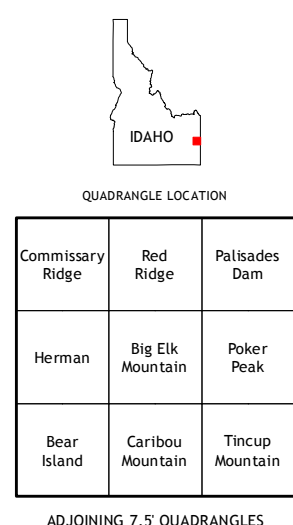 IDAHO
QUADRANGLE LOCATION
Commissary
Ridge
Red
Ridge
Palisades
Dam
Herman
Big Elk
Mountain
Poker
Peak
Bear
Island
Caribou
Mountain
Tincup
Mountain
ADJOINING 7.5' QUADRANGLES